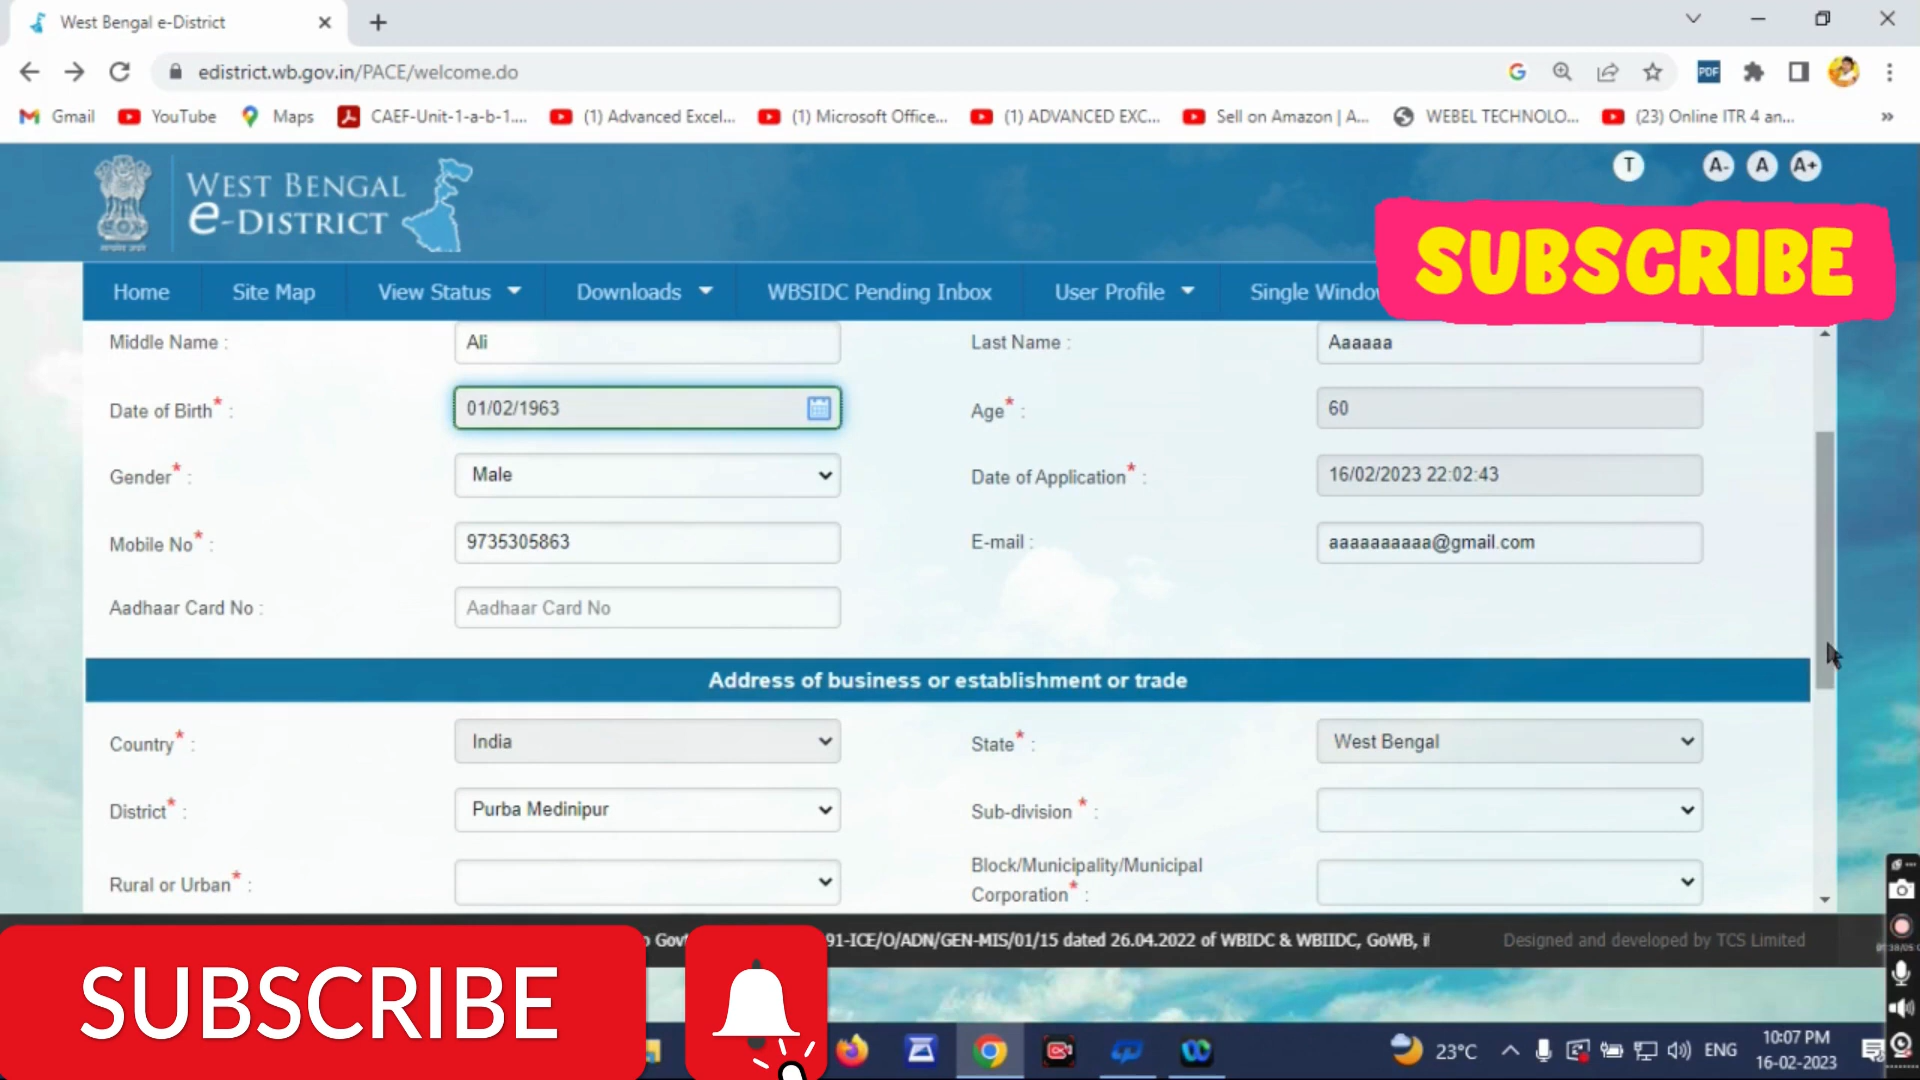 West Bengal e-District
edistrict.wb.gov.in/PACE/welcome.do
PDF
Gmail
YouTube
Maps
CAEF-Unit-1-a-b-1....
(1) Advanced Excel...
(1) Microsoft Office...
(1) ADVANCED EXC...
Sell on Amazon | A...
WEBEL TECHNOLO...
(23) Online ITR 4 an...
»
WEST BENGAL
e-DISTRICT
T
A-
A
A+
SUBSCRIBE
Home
Site Map
View Status
Downloads
WBSIDC Pending Inbox
User Profile
Single Windo
Middle Name :
Ali
Last Name :
Aaaaaa
Date of Birth* :
01/02/1963
Age* :
60
Gender* :
Male
Date of Application* :
16/02/2023 22:02:43
Mobile No* :
9735305863
E-mail :
aaaaaaaaaa@gmail.com
Aadhaar Card No :
Aadhaar Card No
Address of business or establishment or trade
Country* :
India
State* :
West Bengal
District* :
Purba Medinipur
Sub-division * :
Rural or Urban* :
Block/Municipality/Municipal
Corporation* :
91-ICE/O/ADN/GEN-MIS/01/15 dated 26.04.2022 of WBIDC & WBIIDC, GoWB, i
Designed and developed by TCS Limited
SUBSCRIBE
23°C
ENG
10:07 PM
16-02-2023